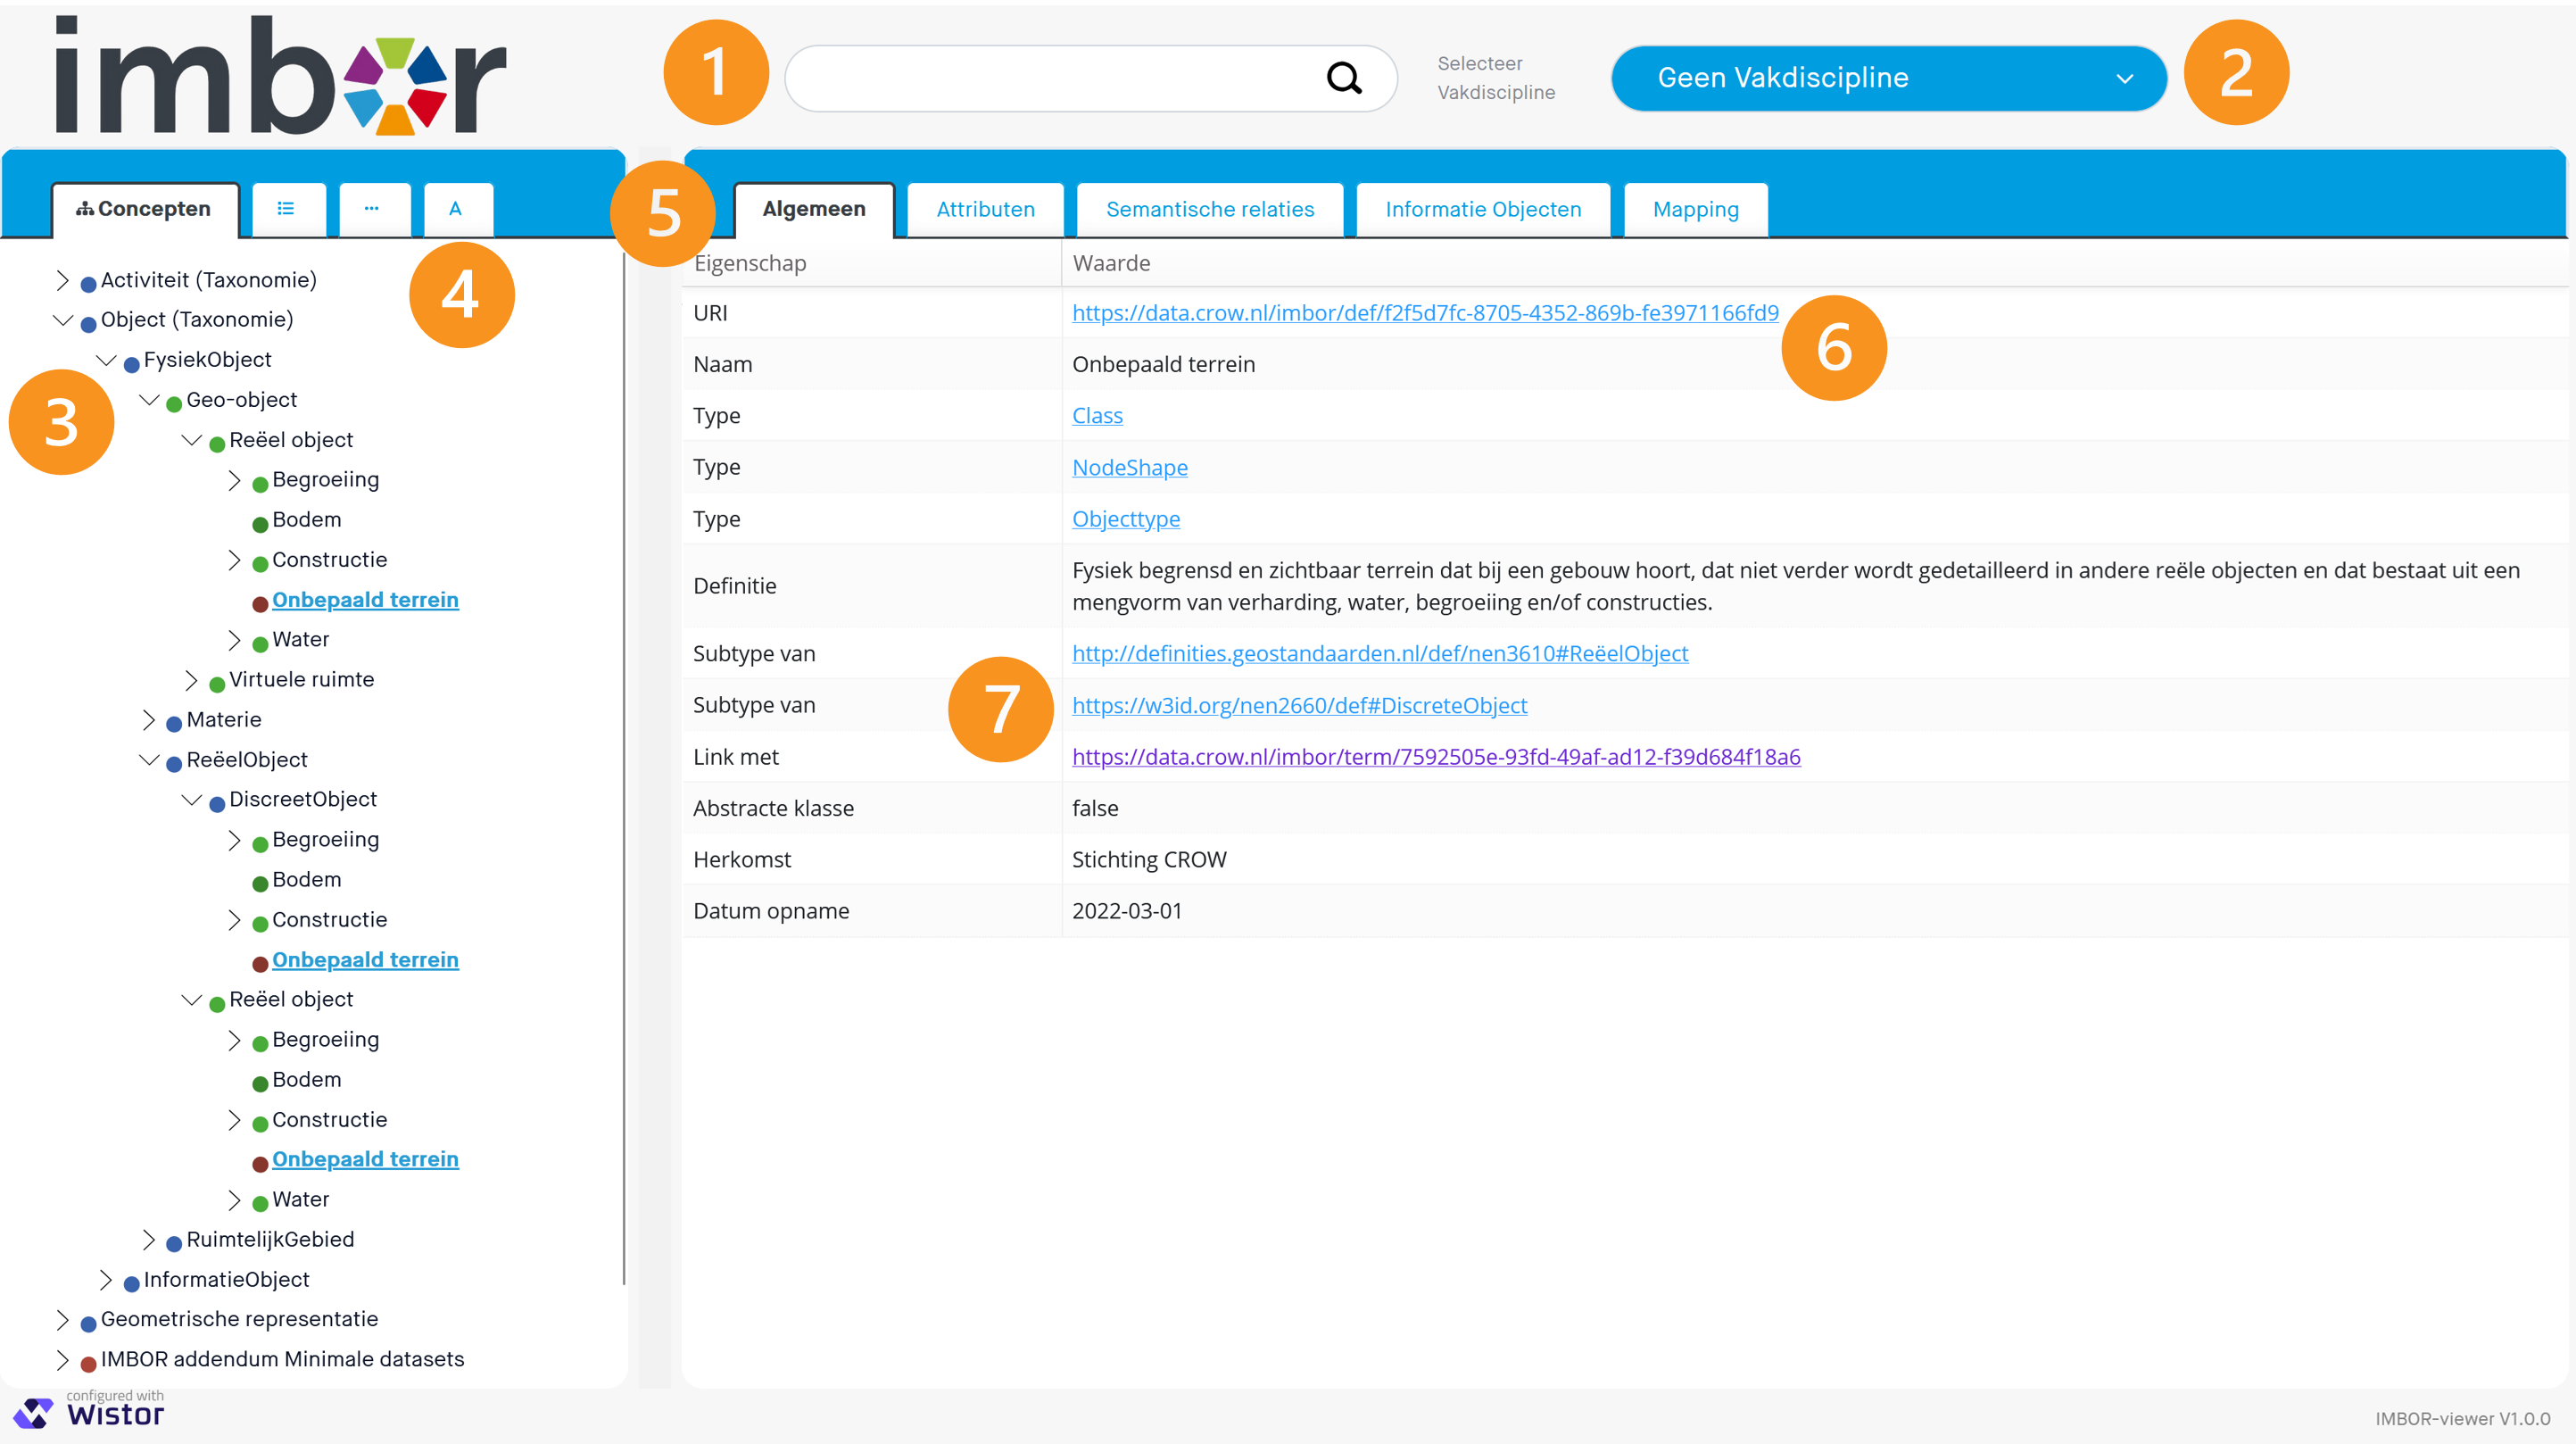 imbor
1
Selecteer
Vakdiscipline
Geen Vakdiscipline
2
Concepten
A
5
Algemeen
Attributen
Semantische relaties
Informatie Objecten
Mapping
Activiteit (Taxonomie)
Object (Taxonomie)
4
FysiekObject
3
Geo-object
Reëel object
Begroeiing
Bodem
Constructie
Onbepaald terrein
Water
Virtuele ruimte
Materie
ReëelObject
DiscreetObject
Begroeiing
Bodem
Constructie
Onbepaald terrein
Reëel object
Begroeiing
Bodem
Constructie
Onbepaald terrein
Water
RuimtelijkGebied
InformatieObject
Geometrische representatie
IMBOR addendum Minimale datasets
Eigenschap Waarde
URI https://data.crow.nl/imbor/def/f2f5d7fc-8705-4352-869b-fe3971166fd9
6
Naam Onbepaald terrein
Type Class
Type NodeShape
Type Objecttype
Definitie Fysiek begrensd en zichtbaar terrein dat bij een gebouw hoort, dat niet verder wordt gedetailleerd in andere reële objecten en dat bestaat uit een
mengvorm van verharding, water, begroeiing en/of constructies.
Subtype van http://definities.geostandaarden.nl/def/nen3610#ReëelObject
7
Subtype van https://w3id.org/nen2660/def#DiscreteObject
Link met https://data.crow.nl/imbor/term/7592505e-93fd-49af-ad12-f39d684f18a6
Abstracte klasse false
Herkomst Stichting CROW
Datum opname 2022-03-01
configured with
Wistor
IMBOR-viewer V1.0.0